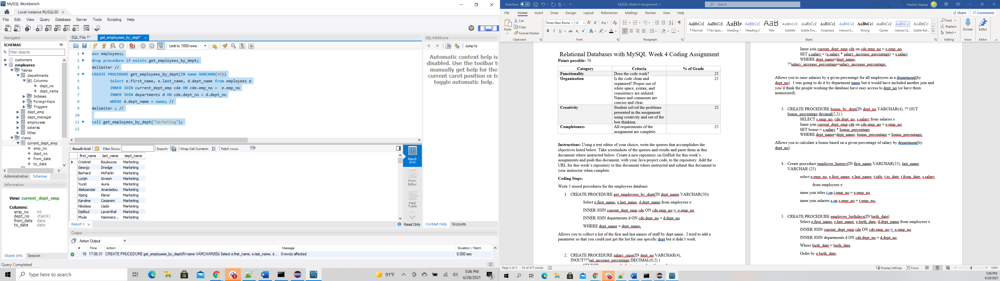 MySQL Workbench
Local instance MySQL80
File Edit View Query Database Server Tools Scripting Help
Navigator
SCHEMAS
Filter objects
customers
employees
Tables
departments
Columns
dept_no
dept_name
Indexes
Foreign Keys
Triggers
dept_emp
dept_manager
employees
salaries
titles
Views
current_dept_emp
emp_no
dept_no
from_date
to_date
Administration Schemas
Information
View: current_dept_emp
Columns:
emp_no int
dept_no char(4)
from_date date
to_date date
Object Info Session
Query Completed
SQL File 1* get_employees_by_dept*
Limit to 1000 rows
1 use employees;
2 drop procedure if exists get_employees_by_dept;
3 delimiter //
4 CREATE PROCEDURE get_employees_by_dept(IN name VARCHAR(50))
5 Select e.first_name, e.last_name, d.dept_name from employees e
6 INNER JOIN current_dept_emp cde ON cde.emp_no =  e.emp_no
7 INNER JOIN departments d ON cde.dept_no = d.dept_no
8 WHERE d.dept_name = name; //
9 delimiter ; //
10
11 call get_employees_by_dept("Marketing");
12
Result Grid Filter Rows: Export: Wrap Cell Content: Fetch rows:
first_name last_name dept_name
Cristinel Bouloucos Marketing
Georgy Dredge Marketing
Berhard McFarlin Marketing
Lunjin Giveon Marketing
Yucel Auria Marketing
Aleksandar Ananiadou Marketing
Xiping Klerer Marketing
Karoline Cesareni Marketing
Nikolaos Llado Marketing
Djelloul Laventhal Marketing
Phule Hammers... Marketing
Result Grid
Form Editor
Field Types
Result 1 Read Only
SQLAdditions
Jump to
Automatic context help is
disabled. Use the toolbar t
manually get help for the
current caret position or to
toggle automatic help.
Context Help Snippets
Output
Action Output
# Time Action Message Duration / Fetch
16 17:06:31 CREATE PROCEDURE get_employees_by_dept(IN name VARCHAR(50)) Select e.first_name, e.last_name, d.... 0 row(s) affected 0.000 sec
Type here to search
91°F
5:06 PM
6/28/2021
5
AutoSave Off MySQL-Week-4-Assignment Search Heather Staples
File Home Insert Draw Design Layout References Mailings Review View Help Share Comments
Paste
Cut
Copy
Format Painter
Times New Roma 12
Clipboard Font Paragraph Styles Editing Voice Editor
AaBbCcI AaBbCcI AaBb( AaBbCcD AaB AaBbCcD AaBbCcL AaBbCcL AaBbCcL AaBbCcl AaBbCcL AaBbCcL AABBCC
¶ Normal ¶ No Spac... Heading 1 Heading 2 Title Subtitle Subtle Em... Emphasis Intense E... Strong Quote Intense Q... Subtle Ref...
Find
Replace
Select
Dictate
Editor
Relational Databases with MySQL Week 4 Coding Assignment
Points possible: 70
Category Criteria % of Grade
Functionality Does the code work? 25
Organization Is the code clean and 25
organized? Proper use of
white space, syntax, and
consistency are utilized.
Names and comments are
concise and clear.
Creativity Student solved the problems 25
presented in the assignment
using creativity and out of the
box thinking.
Completeness All requirements of the 25
assignment are complete.
Instructions: Using a text editor of your choice, write the queries that accomplishes the
objectives listed below. Take screenshots of the queries and results and paste them in this
document where instructed below. Create a new repository on GitHub for this week's
assignments and push this document, with your Java project code, to the repository. Add the
URL for this week's repository to this document where instructed and submit this document to
your instructor when complete.
Coding Steps:
Write 5 stored procedures for the employees database.
1. CREATE PROCEDURE get_employees_by_dept(IN dept_name VARCHAR(50))
Select e.first_name, e.last_name, d.dept_name from employees e
INNER JOIN current_dept_emp cde ON cde.emp_no =  e.emp_no
INNER JOIN departments d ON cde.dept_no = d.dept_no
WHERE dept_name = dept_name;
Allows you to collect a list of the first and last names of staff by dept name.  I tried to add a
parameter so that you could just get the list for one specific dept but it didn't work.
2. CREATE PROCEDURE salary_raise(IN dept_no VARCHAR(4),
INOUT???sal_increase_percentage DECIMAL(0,2) )
Inner join current_dept_emp cde on cde.emp_no = e.emp_no
SET s.salary = (s.salary * salary_increase_percentage) + s.salary
WHERE dept_name=dept_name,
??salary_increase_percentage=salary_increase_percentage;
Allows you to raise salaries by a given percentage for all employees in a department(by
dept_no).  I was going to do it by department name but it would have included another join and
you'd think the people working the database have easy access to dept_no (or have them
memorized).
3. CREATE PROCEDURE bonus_by_dept(IN dept_no VARCHAR(4), ?? OUT
bonus_percentage decimal(2,2) )
SELECT s.emp_no, cde.dept_no, s.salary from salaries s
Inner join current_dept_emp cde on cde.emp_no = e.emp_no
SET bonus = s.salary * bonus_percentage
WHERE dept_name=dept_name, bonus_percentage = bonus_percentage;
Allows you to calculate a bonus based on a given percentage of salary by department(by
dept_no).
4. Create procedure employee_history(IN first_name VARCHAR(25), last_name
VARCHAR (25)
select e.emp_no, e.first_name, e.last_name, t.title, t.to_date, t.from_date, s.salary
from employees e
inner join titles t on t.emp_no = e.emp_no
inner join salaries s on s.emp_no = t.emp_no;
5. CREATE PROCEDURE employee_birthdays(IN birth_date)
Select e.first_name, e.last_name, e.birth_date, d.dept_name from employees e
INNER JOIN current_dept_emp cde ON cde.emp_no =  e.emp_no
INNER JOIN departments d ON cde.dept_no = d.dept_no
Where birth_date = birth_date
Order by e.birth_date;
Page 2 of 3 35 of 477 words Display Settings Focus 100%
5:06 PM
6/28/2021